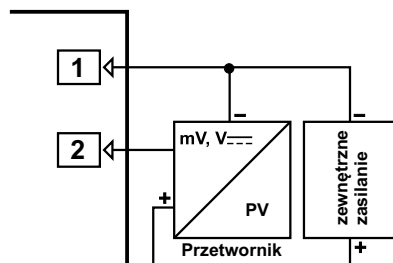 1
2
−
−
mV, V⎓
+
PV
zewnętrzne
zasilanie
Przetwornik
+